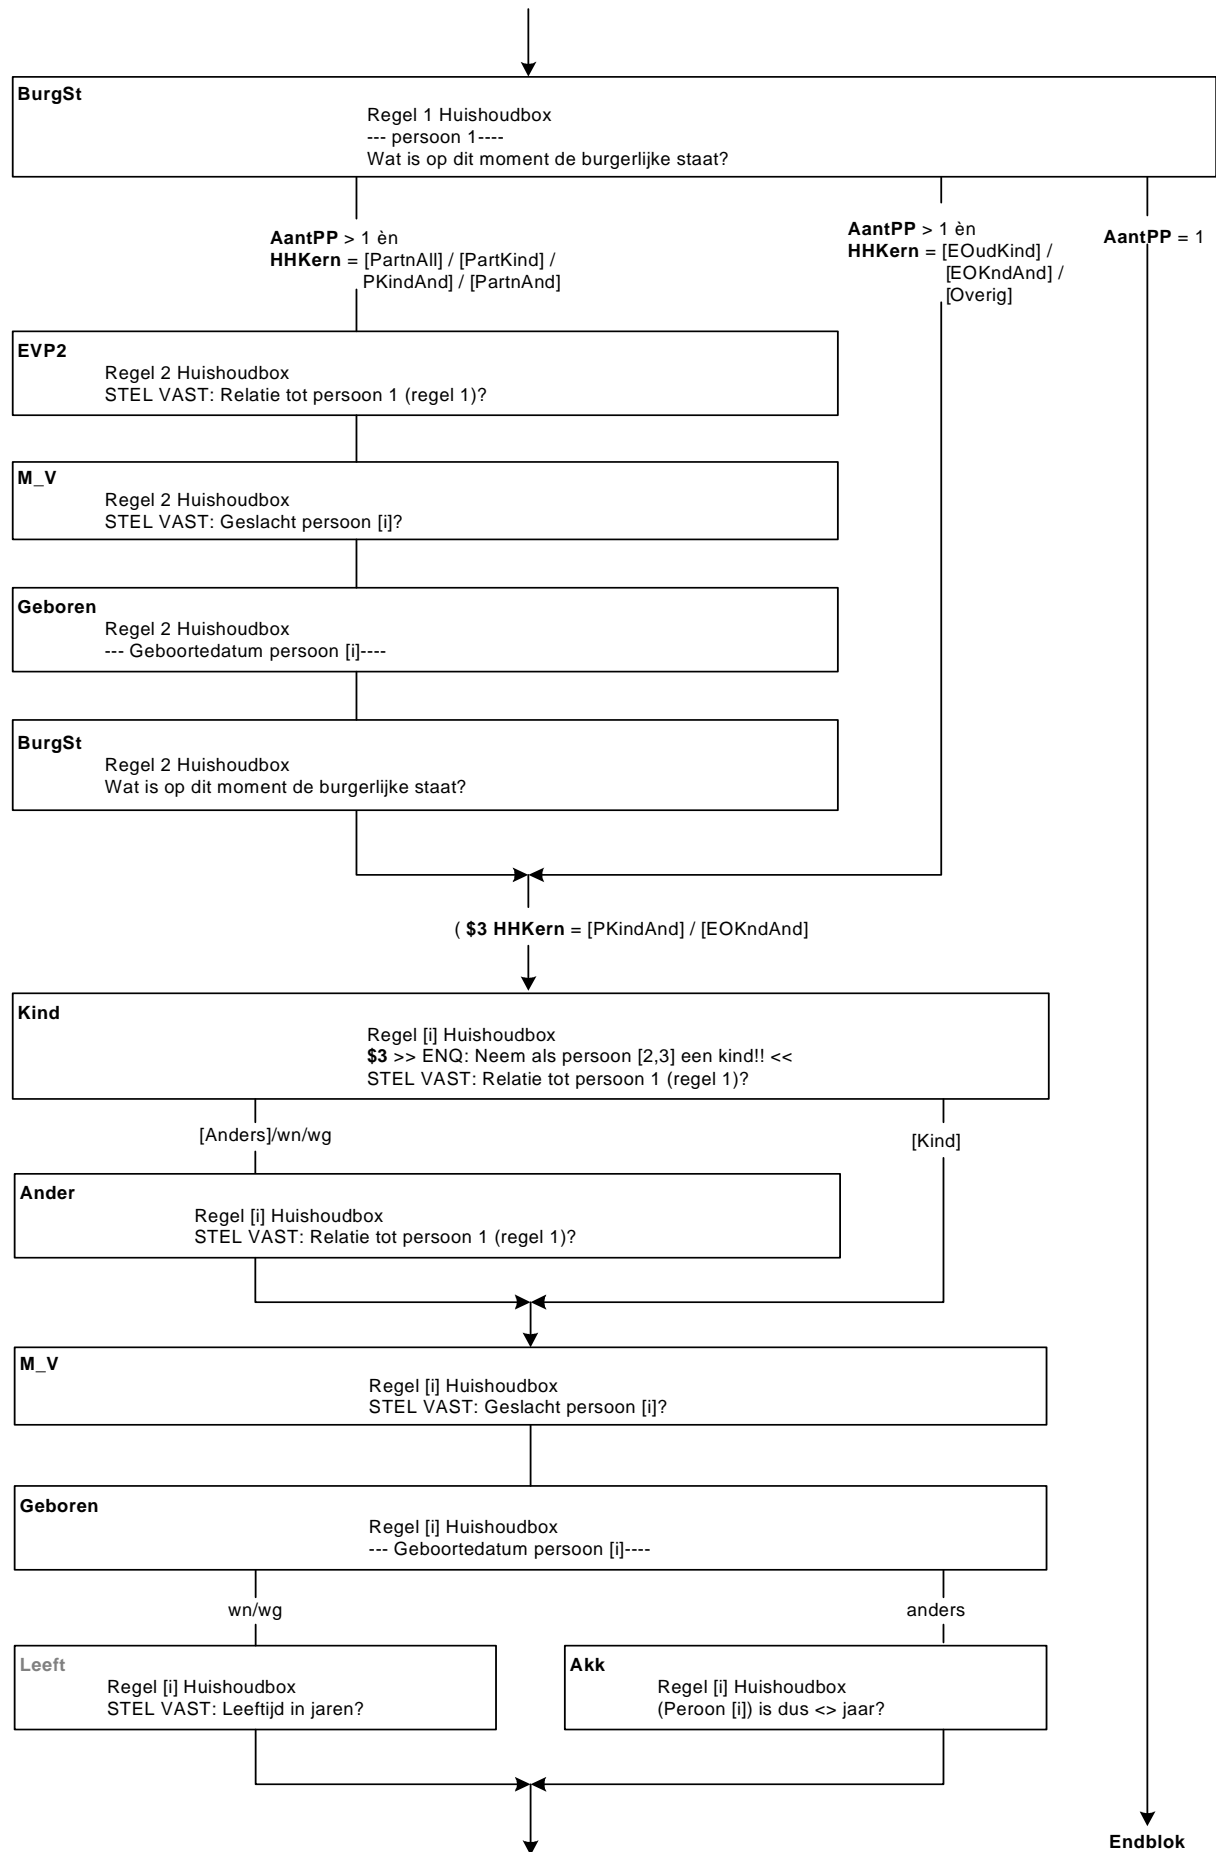 BurgSt
Regel 1 Huishoudbox
--- persoon 1----
Wat is op dit moment de burgerlijke staat?
AantPP > 1 èn
HHKern = [PartnAll] / [PartKind] /
PKindAnd] / [PartnAnd]
AantPP > 1 èn
HHKern = [EOudKind] /
[EOKndAnd] /
[Overig]
AantPP = 1
EVP2
Regel 2 Huishoudbox
STEL VAST: Relatie tot persoon 1 (regel 1)?
M_V
Regel 2 Huishoudbox
STEL VAST: Geslacht persoon [i]?
Geboren
Regel 2 Huishoudbox
--- Geboortedatum persoon [i]----
BurgSt
Regel 2 Huishoudbox
Wat is op dit moment de burgerlijke staat?
( $3 HHKern = [PKindAnd] / [EOKndAnd]
Kind
Regel [i] Huishoudbox
$3 >> ENQ: Neem als persoon [2,3] een kind!! <<
STEL VAST: Relatie tot persoon 1 (regel 1)?
[Anders]/wn/wg
[Kind]
Ander
Regel [i] Huishoudbox
STEL VAST: Relatie tot persoon 1 (regel 1)?
M_V
Regel [i] Huishoudbox
STEL VAST: Geslacht persoon [i]?
Geboren
Regel [i] Huishoudbox
--- Geboortedatum persoon [i]----
wn/wg
anders
Leeft
Regel [i] Huishoudbox
STEL VAST: Leeftijd in jaren?
Akk
Regel [i] Huishoudbox
(Peroon [i]) is dus <> jaar?
Endblok